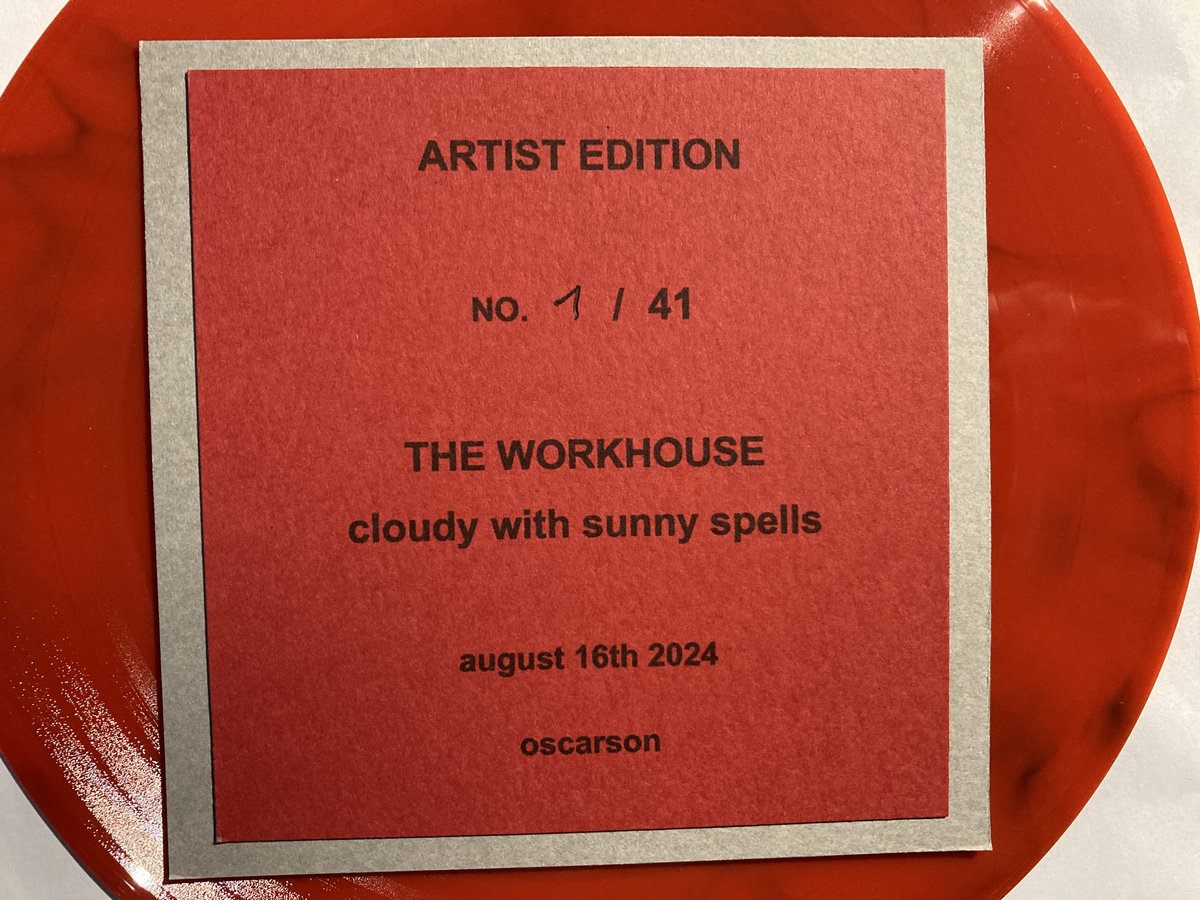 ARTIST EDITION
NO. 1 / 41
THE WORKHOUSE
cloudy with sunny spells
august 16th 2024
oscarson